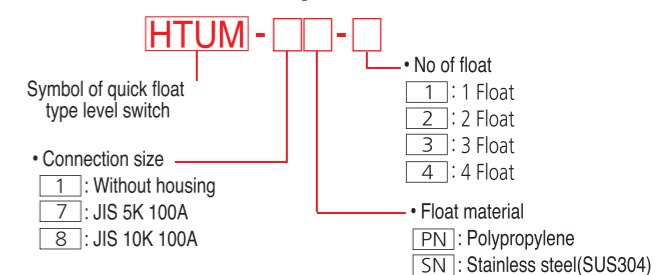 HTUM - □□ - □
Symbol of quick float
type level switch
• No of float
1 : 1 Float
2 : 2 Float
3 : 3 Float
4 : 4 Float
• Connection size
1 : Without housing
7 : JIS 5K 100A
8 : JIS 10K 100A
• Float material
PN : Polypropylene
SN : Stainless steel(SUS304)